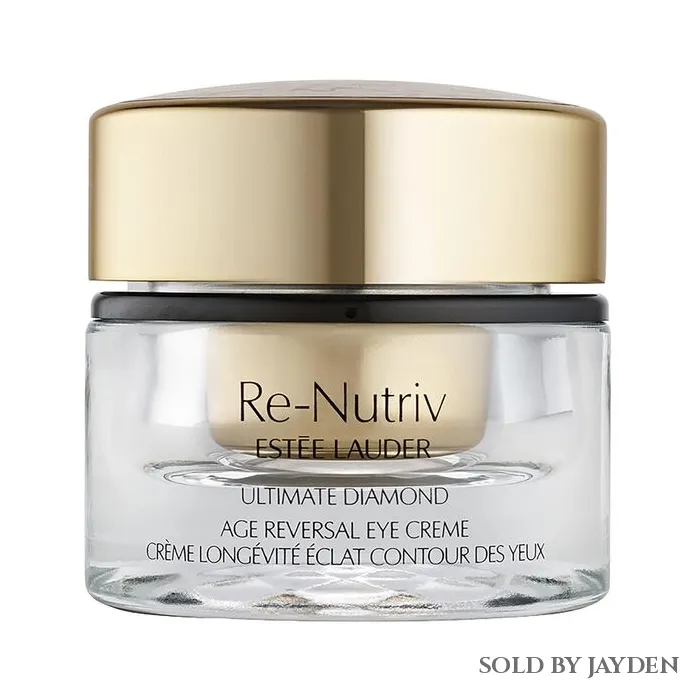 Re-Nutriv
ESTĒE LAUDER
ULTIMATE DIAMOND
AGE REVERSAL EYE CREME
CRÈME LONGÉVITÉ ÉCLAT CONTOUR DES YEUX
SOLD BY JAYDEN